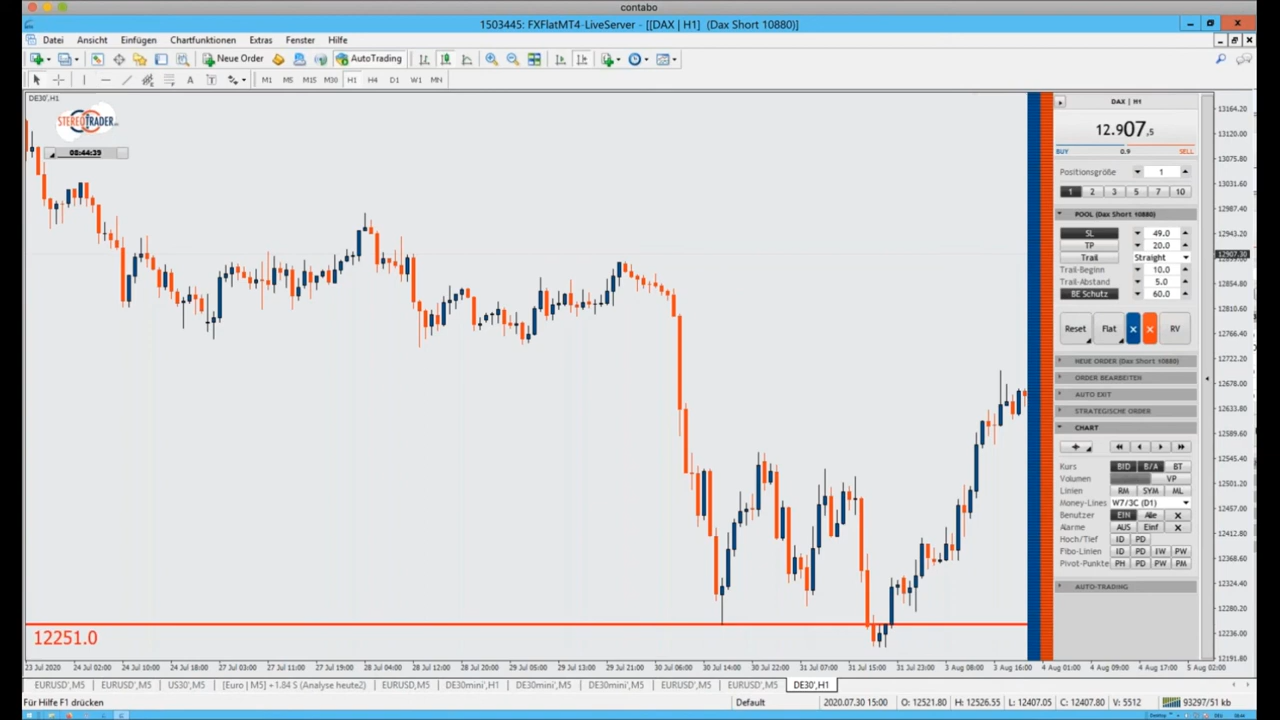 contabo
1503445: FXFlatMT4-LiveServer - [[DAX | H1] (Dax Short 10880)]
Datei Ansicht Einfügen Chartfunktionen Extras Fenster Hilfe
Neue Order AutoTrading
M1 M5 M15 M30 H1 H4 D1 W1 MN
DE30',H1
STEREOTRADER
08:44:39
12251.0
DAX | H1
12.907,5
BUY 0.9 SELL
Positionsgröße 1
1 2 3 5 7 10
POOL (Dax Short 10880)
SL 49.0
TP 20.0
Trail Straight
Trail-Beginn 10.0
Trail-Abstand 5.0
BE Schutz 60.0
Reset Flat × × RV
NEUE ORDER (Dax Short 10880)
ORDER BEARBEITEN
AUTO EXIT
STRATEGISCHE ORDER
CHART
Kurs BID B/A BT
Volumen VP
Linien RM SYM ML
Money-Lines W7/3C (D1)
Benutzer EIN Alle X
Alarme AUS Einf X
Hoch/Tief ID PD
Fibo-Linien ID PD IW PW
Pivot-Punkte PH PD PW PM
AUTO-TRADING
13164.20
13120.00
13075.80
13031.60
12987.40
12943.20
12907.30
12899.00
12854.80
12810.60
12766.40
12722.20
12678.00
12633.80
12589.60
12545.40
12501.20
12457.00
12412.80
12368.60
12324.40
12280.20
12236.00
12191.80
23 Jul 2020 24 Jul 02:00 24 Jul 10:00 24 Jul 18:00 27 Jul 03:00 27 Jul 11:00 27 Jul 19:00 28 Jul 04:00 28 Jul 12:00 28 Jul 20:00 29 Jul 05:00 29 Jul 13:00 29 Jul 21:00 30 Jul 06:00 30 Jul 14:00 30 Jul 22:00 31 Jul 07:00 31 Jul 15:00 31 Jul 23:00 3 Aug 08:00 3 Aug 16:00 4 Aug 01:00 4 Aug 09:00 4 Aug 17:00 5 Aug 02:00
EURUSD',M5 EURUSD',M5 US30',M5 [Euro | M5] +1.84 $ (Analyse heute2) EURUSD,M5 DE30mini',H1 DE30mini',M5 DE30mini',M5 EURUSD',M5 EURUSD',M5 DE30',H1
Für Hilfe F1 drücken Default 2020.07.30 15:00 O: 12521.80 H: 12526.55 L: 12407.05 C: 12407.80 V: 5512 93297/51 kb